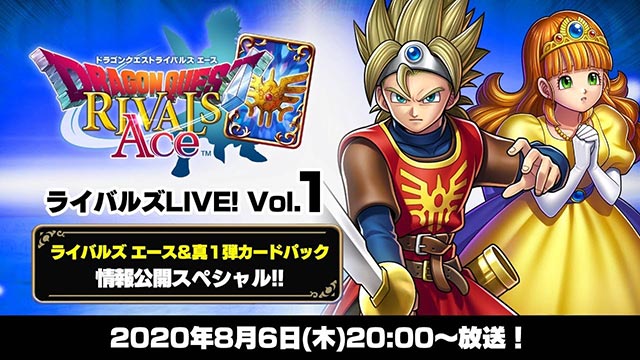 ドラゴンクエストライバルズ エース
DRAGON QUEST
RIVALS
Ace™
ライバルズLIVE! Vol.1
ライバルズ エース&真1弾カードパック
情報公開スペシャル!!
2020年8月6日(木)20:00〜放送!